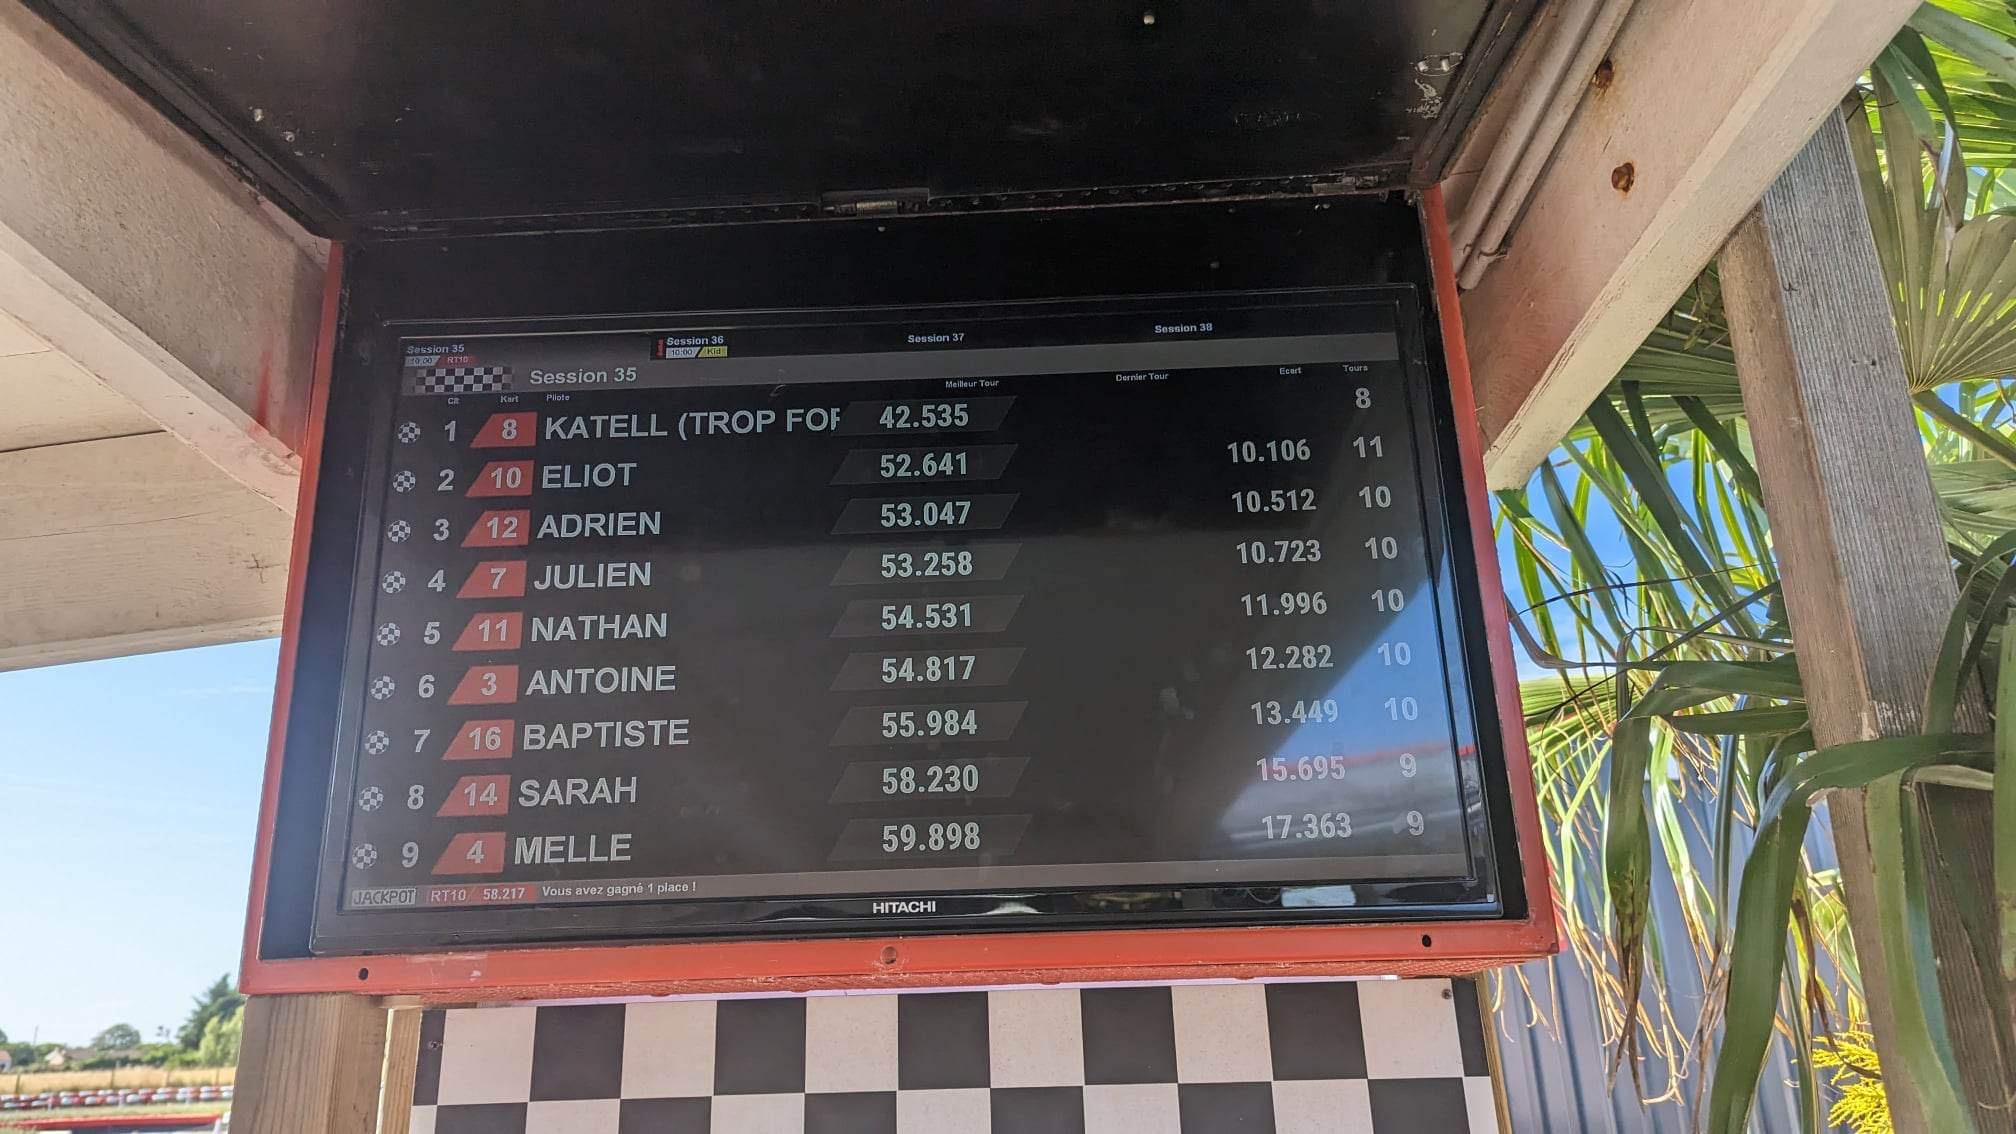 Session 35 Session 36 Session 37 Session 38
10:00 RT10 10:00 Kid
Session 35
Clt Kart Pilote Meilleur Tour Dernier Tour Ecart Tours
1 8 KATELL (TROP FOR 42.535 8
2 10 ELIOT 52.641 10.106 11
3 12 ADRIEN 53.047 10.512 10
4 7 JULIEN 53.258 10.723 10
5 11 NATHAN 54.531 11.996 10
6 3 ANTOINE 54.817 12.282 10
7 16 BAPTISTE 55.984 13.449 10
8 14 SARAH 58.230 15.695 9
9 4 MELLE 59.898 17.363 9
JACKPOT RT10 58.217 Vous avez gagné 1 place !
HITACHI